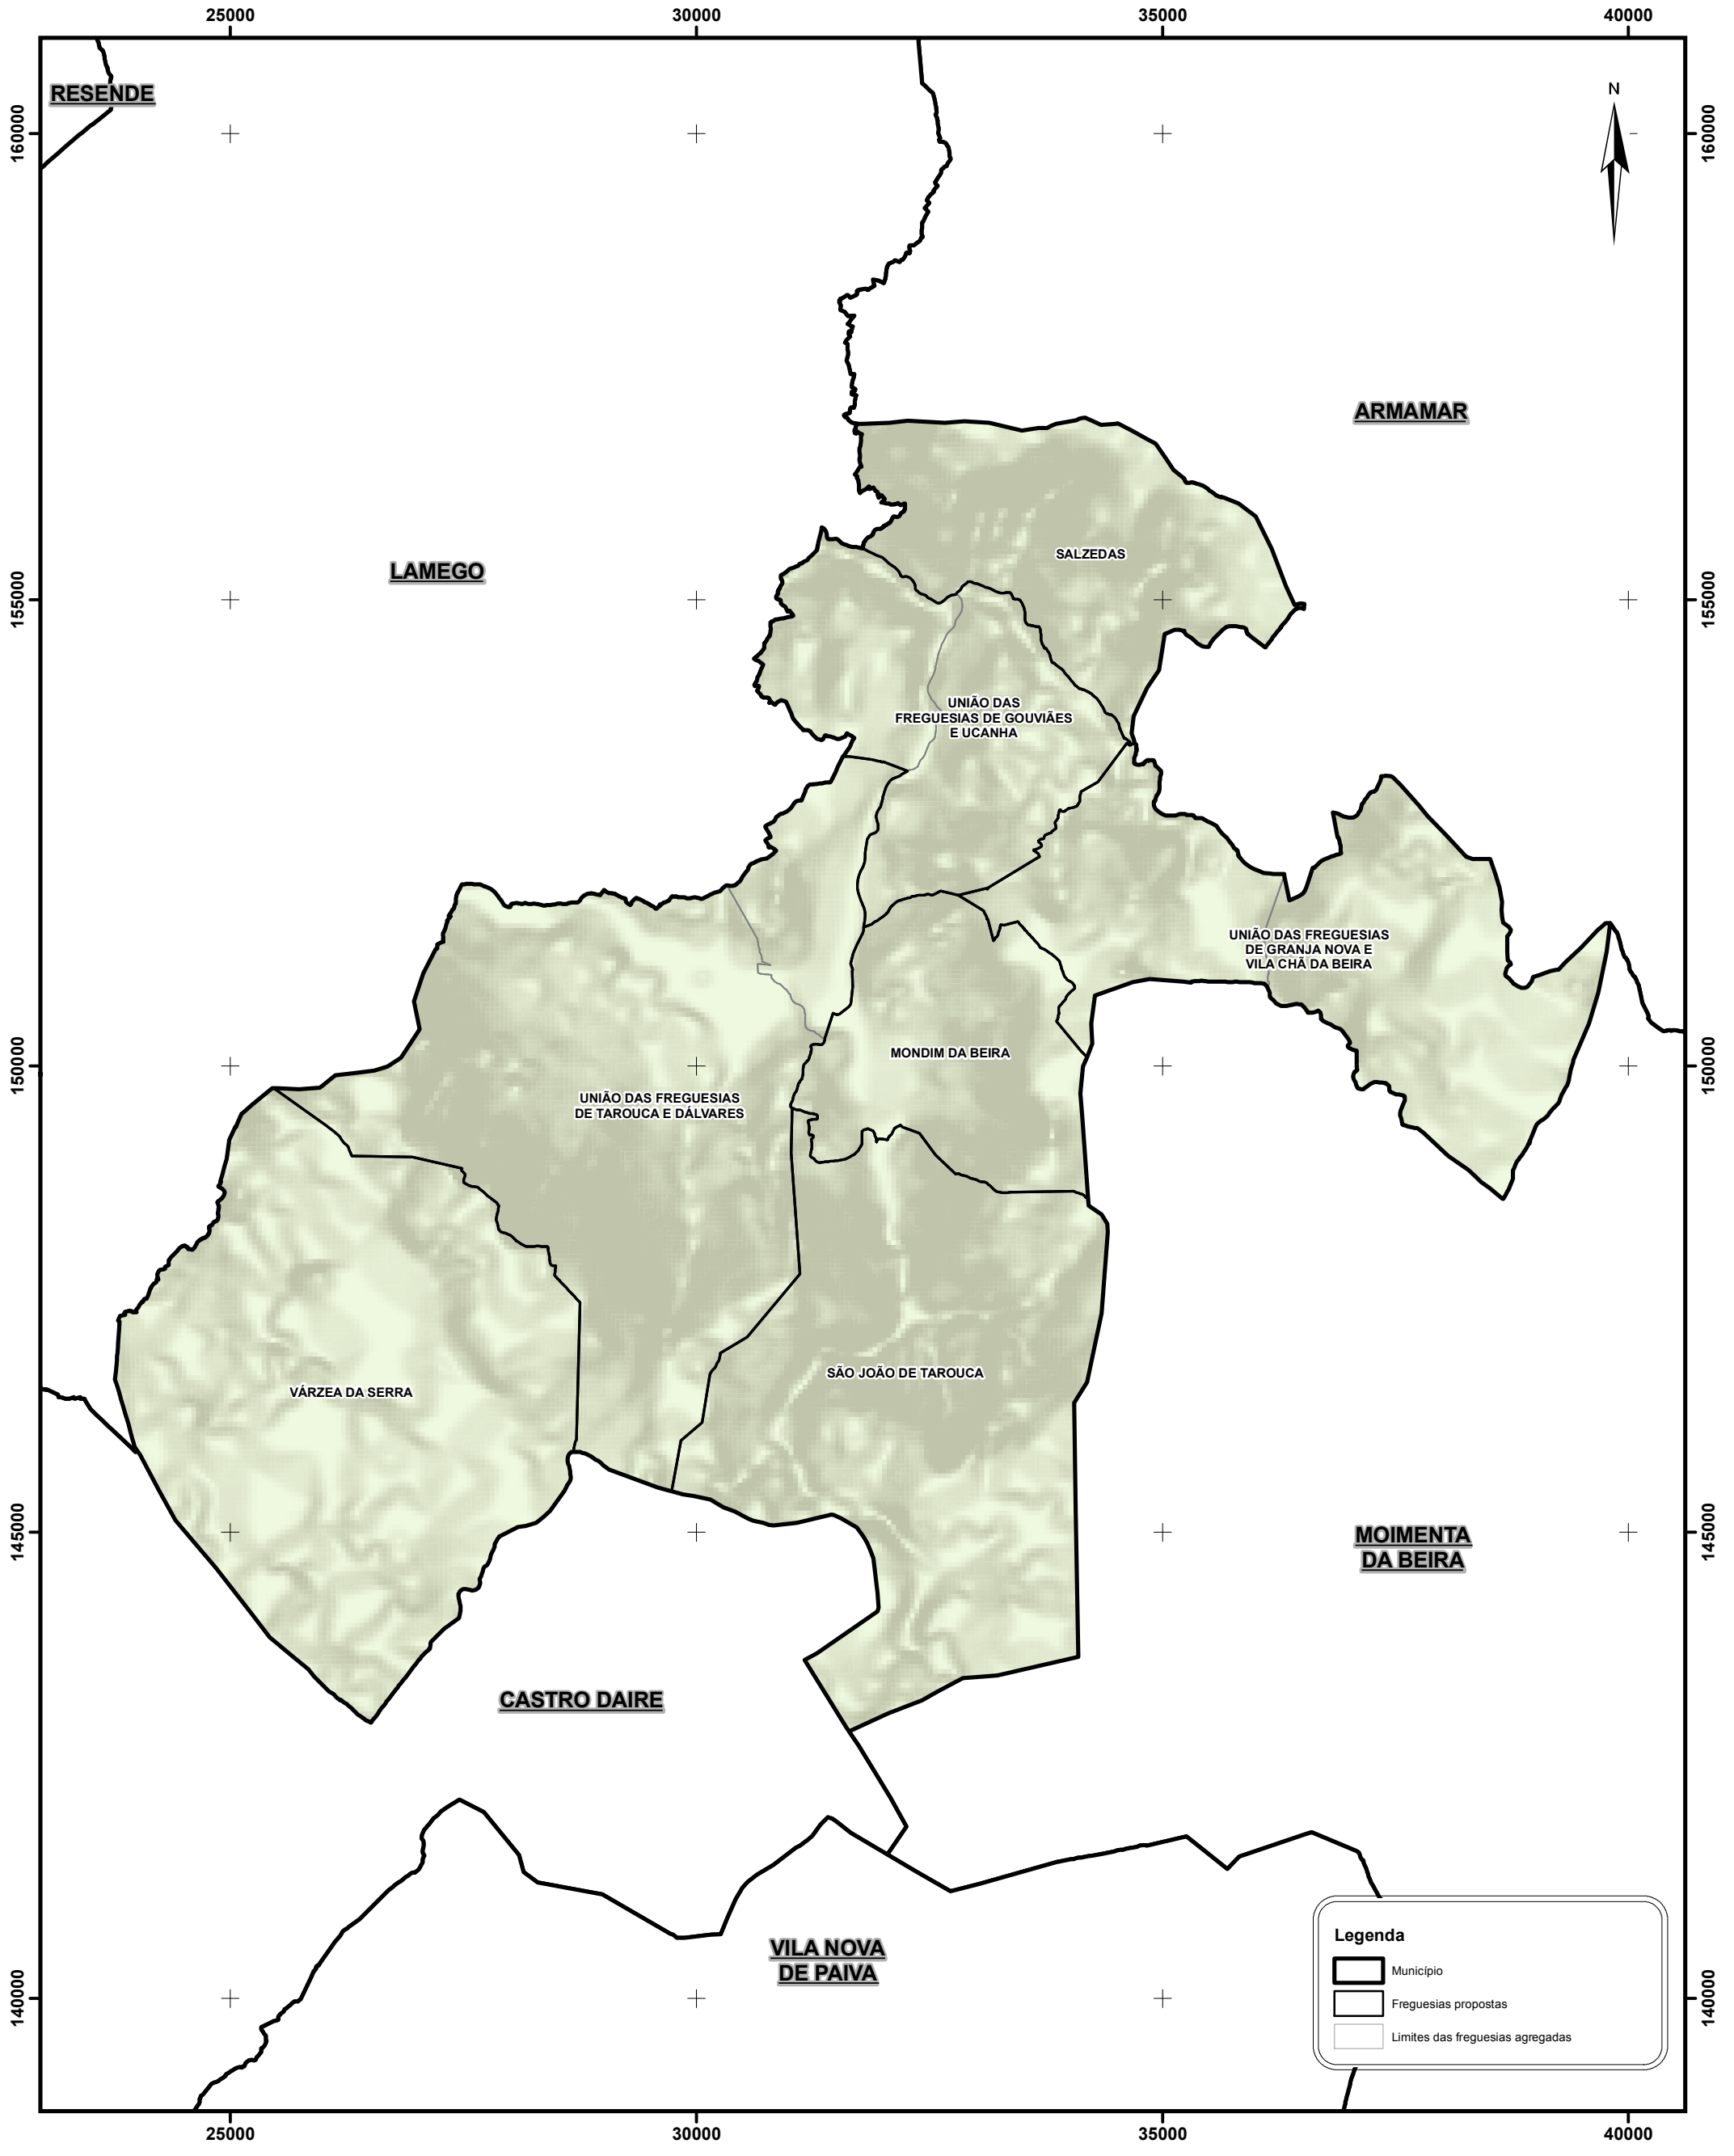 25000
30000
35000
40000
RESENDE
N
160000
160000
ARMAMAR
SALZEDAS
LAMEGO
155000
155000
UNIÃO DAS
FREGUESIAS DE GOUVIÃES
E UCANHA
UNIÃO DAS FREGUESIAS
DE GRANJA NOVA E
VILA CHÃ DA BEIRA
MONDIM DA BEIRA
150000
150000
UNIÃO DAS FREGUESIAS
DE TAROUCA E DÁLVARES
SÃO JOÃO DE TAROUCA
VÁRZEA DA SERRA
145000
145000
MOIMENTA
DA BEIRA
CASTRO DAIRE
VILA NOVA
DE PAIVA
140000
140000
Legenda
Município
Freguesias propostas
Limites das freguesias agregadas
25000
30000
35000
40000